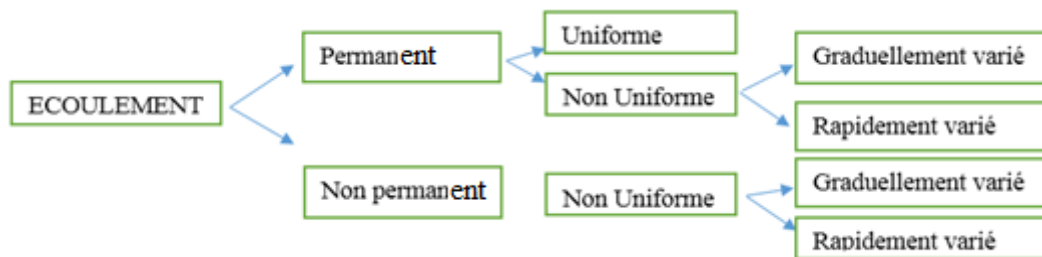 Uniforme
Permanent
Graduellement varié
Non Uniforme
ECOULEMENT
Rapidement varié
Non permanent
Non Uniforme
Graduellement varié
Rapidement varié